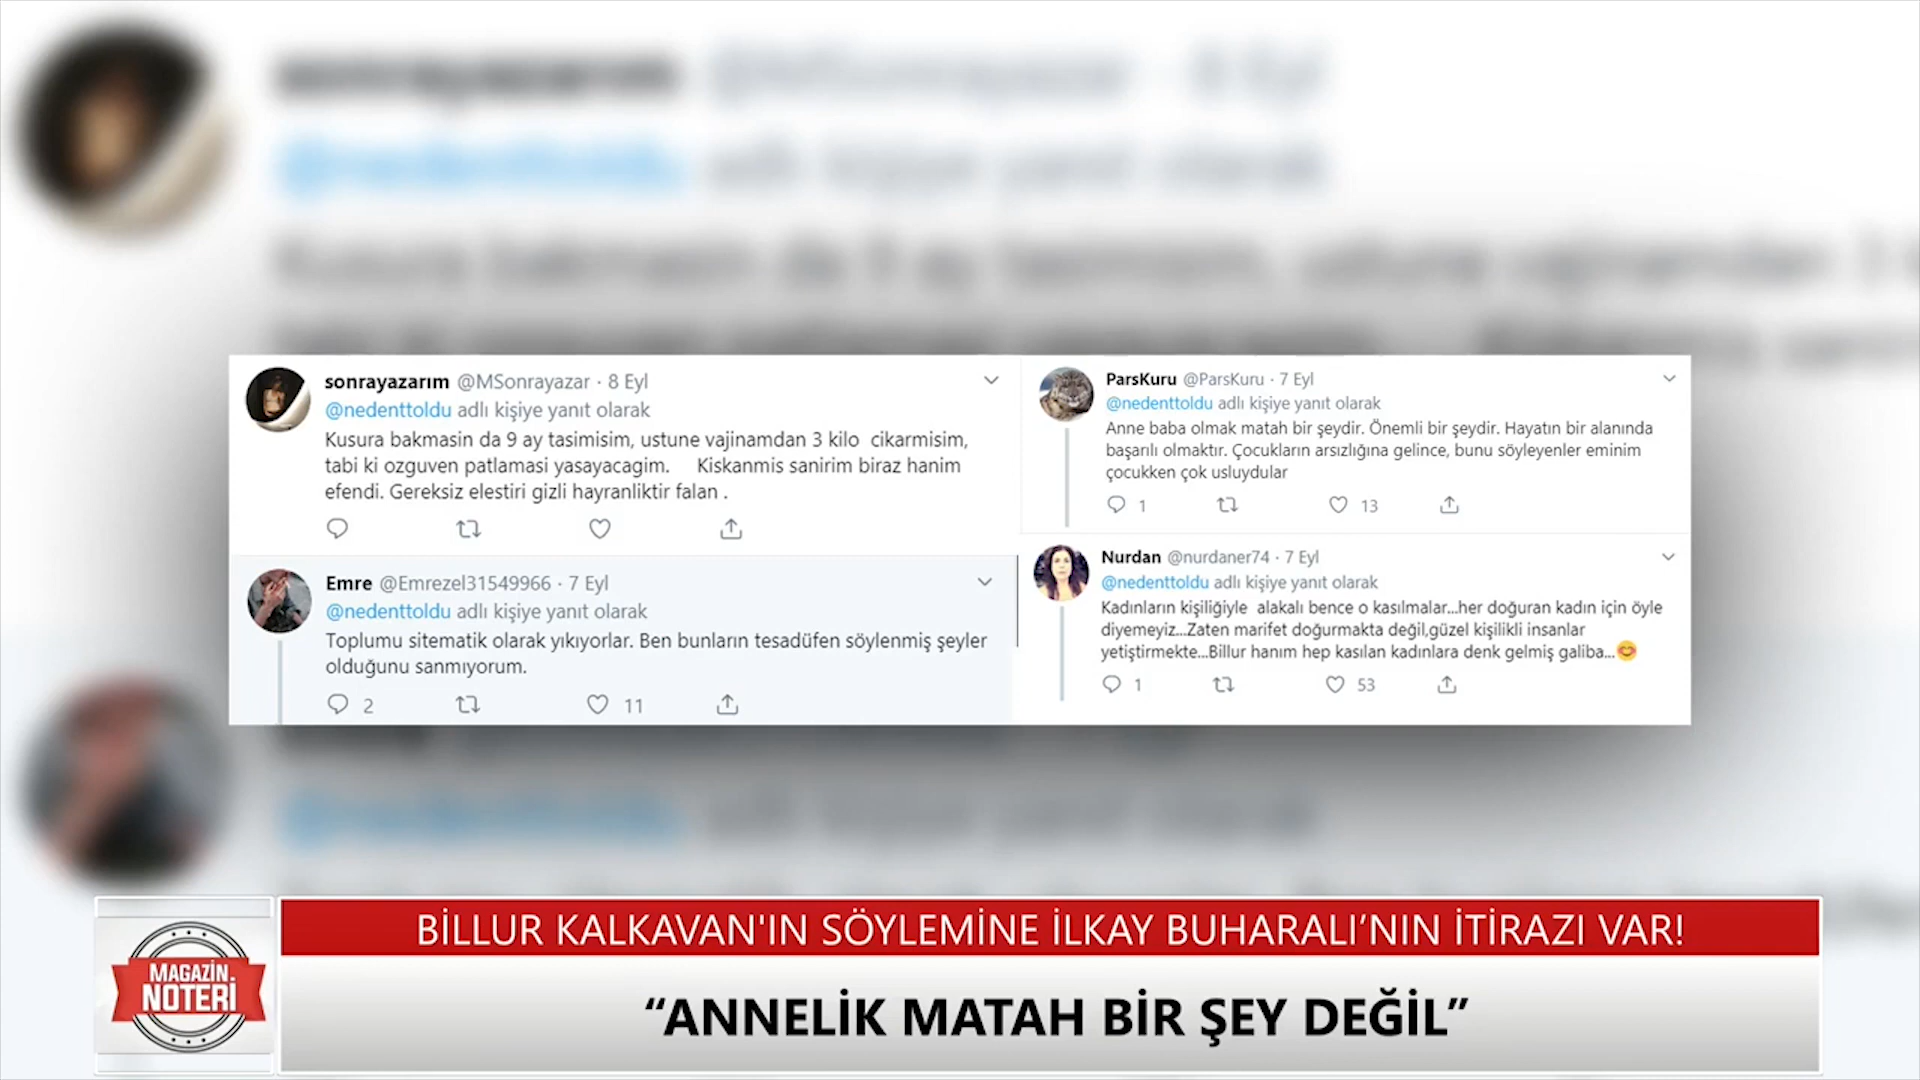 sonrayazarım @MSonrayazar · 8 Eyl
@nedenttoldu adlı kişiye yanıt olarak
Kusura bakmasin da 9 ay tasimisim, ustune vajinamdan 3 kilo cikarmisim,
tabi ki ozguven patlamasi yasayacagim. Kiskanmis sanirim biraz hanim
efendi. Gereksiz elestiri gizli hayranliktir falan .
Emre @Emrezel31549966 · 7 Eyl
@nedenttoldu adlı kişiye yanıt olarak
Toplumu sitematik olarak yıkıyorlar. Ben bunların tesadüfen söylenmiş şeyler
olduğunu sanmıyorum.
2 11
ParsKuru @ParsKuru · 7 Eyl
@nedenttoldu adlı kişiye yanıt olarak
Anne baba olmak matah bir şeydir. Önemli bir şeydir. Hayatın bir alanında
başarılı olmaktır. Çocukların arsızlığına gelince, bunu söyleyenler eminim
çocukken çok usluydular
1 13
Nurdan @nurdaner74 · 7 Eyl
@nedenttoldu adlı kişiye yanıt olarak
Kadınların kişiliğiyle alakalı bence o kasılmalar...her doğuran kadın için öyle
diyemeyiz...Zaten marifet doğurmakta değil,güzel kişilikli insanlar
yetiştirmekte...Billur hanım hep kasılan kadınlara denk gelmiş galiba...😊
1 53
MAGAZİN
NOTERİ
BİLLUR KALKAVAN'IN SÖYLEMİNE İLKAY BUHARALI’NIN İTİRAZI VAR!
“ANNELİK MATAH BİR ŞEY DEĞİL”